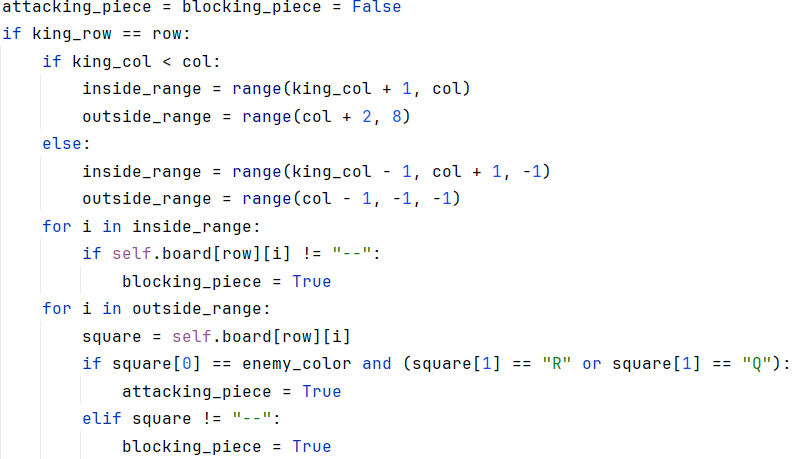 attacking_piece = blocking_piece = False
if king_row == row:
    if king_col < col:
        inside_range = range(king_col + 1, col)
        outside_range = range(col + 2, 8)
    else:
        inside_range = range(king_col - 1, col + 1, -1)
        outside_range = range(col - 1, -1, -1)
    for i in inside_range:
        if self.board[row][i] != "--":
            blocking_piece = True
    for i in outside_range:
        square = self.board[row][i]
        if square[0] == enemy_color and (square[1] == "R" or square[1] == "Q"):
            attacking_piece = True
        elif square != "--":
            blocking_piece = True